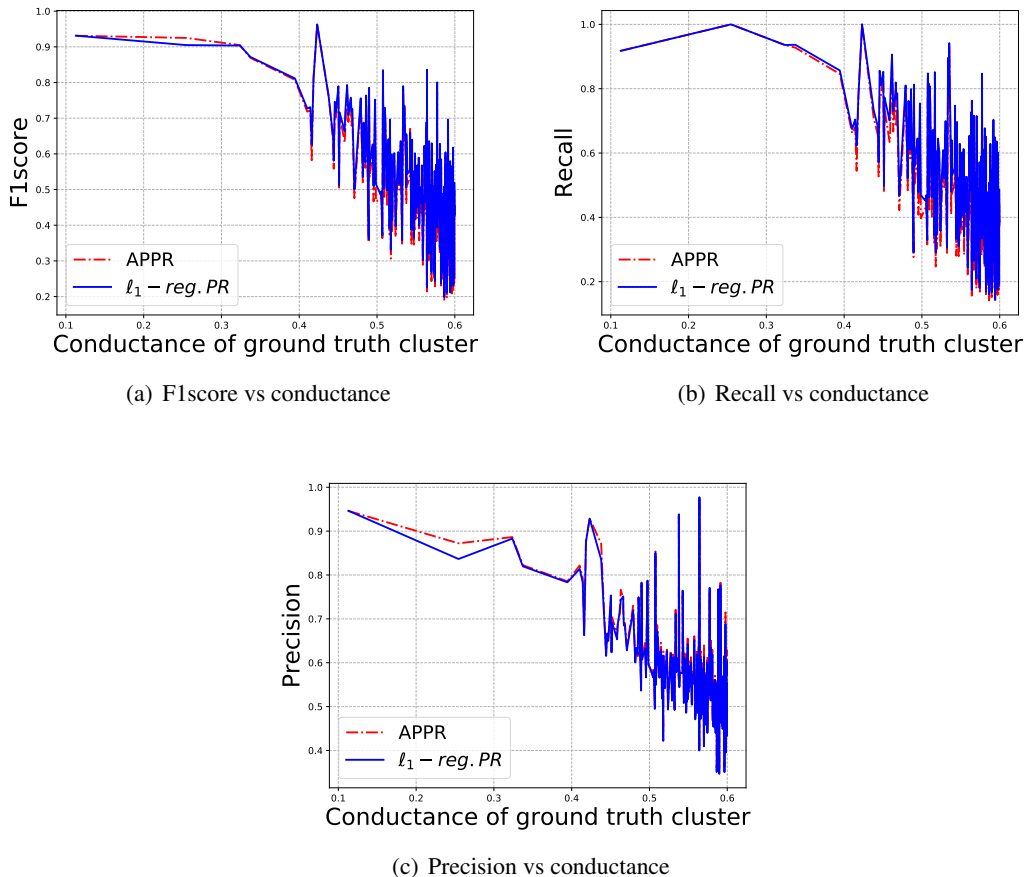 1.0
0.9
0.8
0.7
0.6
0.5
0.4
0.3
0.2
F1score
APPR
ℓ₁ − reg. PR
0.1 0.2 0.3 0.4 0.5 0.6
Conductance of ground truth cluster
(a) F1score vs conductance
1.0
0.8
0.6
0.4
0.2
Recall
APPR
ℓ₁ − reg. PR
0.1 0.2 0.3 0.4 0.5 0.6
Conductance of ground truth cluster
(b) Recall vs conductance
1.0
0.9
0.8
0.7
0.6
0.5
0.4
Precision
APPR
ℓ₁ − reg. PR
0.1 0.2 0.3 0.4 0.5 0.6
Conductance of ground truth cluster
(c) Precision vs conductance